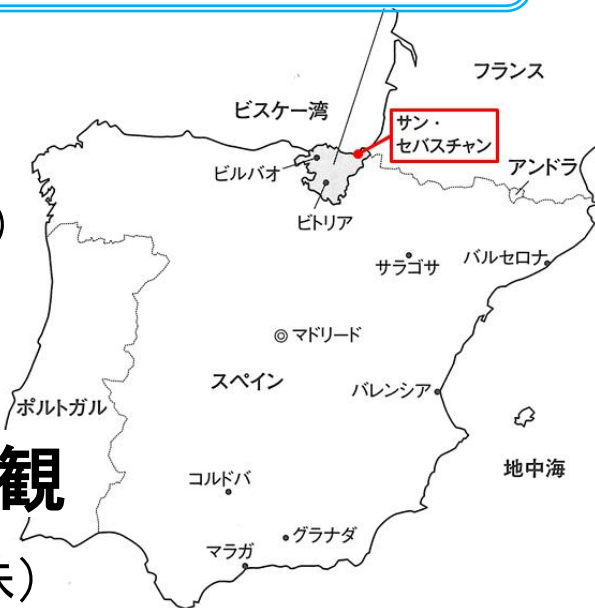 フランス
ビスケー湾
サン・
セバスチャン
ビルバオ
アンドラ
ビトリア
)
サラゴサ
バルセロナ
◎マドリード
スペイン
バレンシア
ポルトガル
観
地中海
コルドバ
グラナダ
マラガ